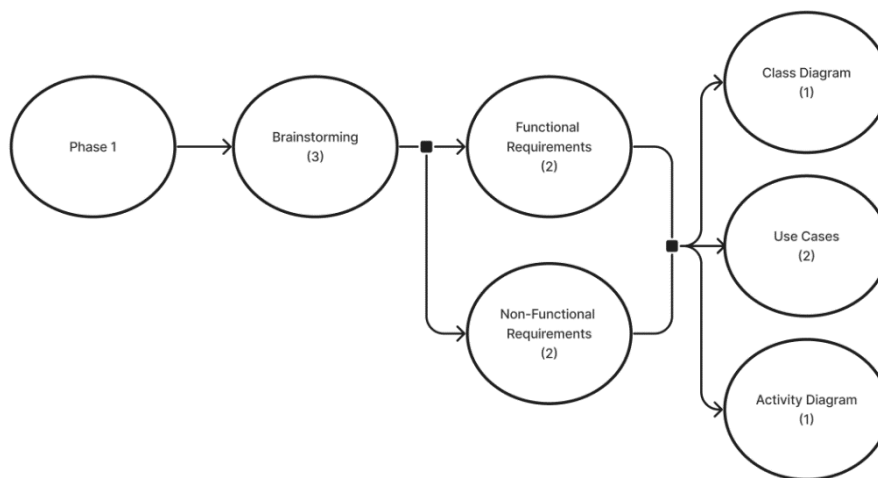 Phase 1
Brainstorming
(3)
Functional
Requirements
(2)
Non-Functional
Requirements
(2)
Class Diagram
(1)
Use Cases
(2)
Activity Diagram
(1)